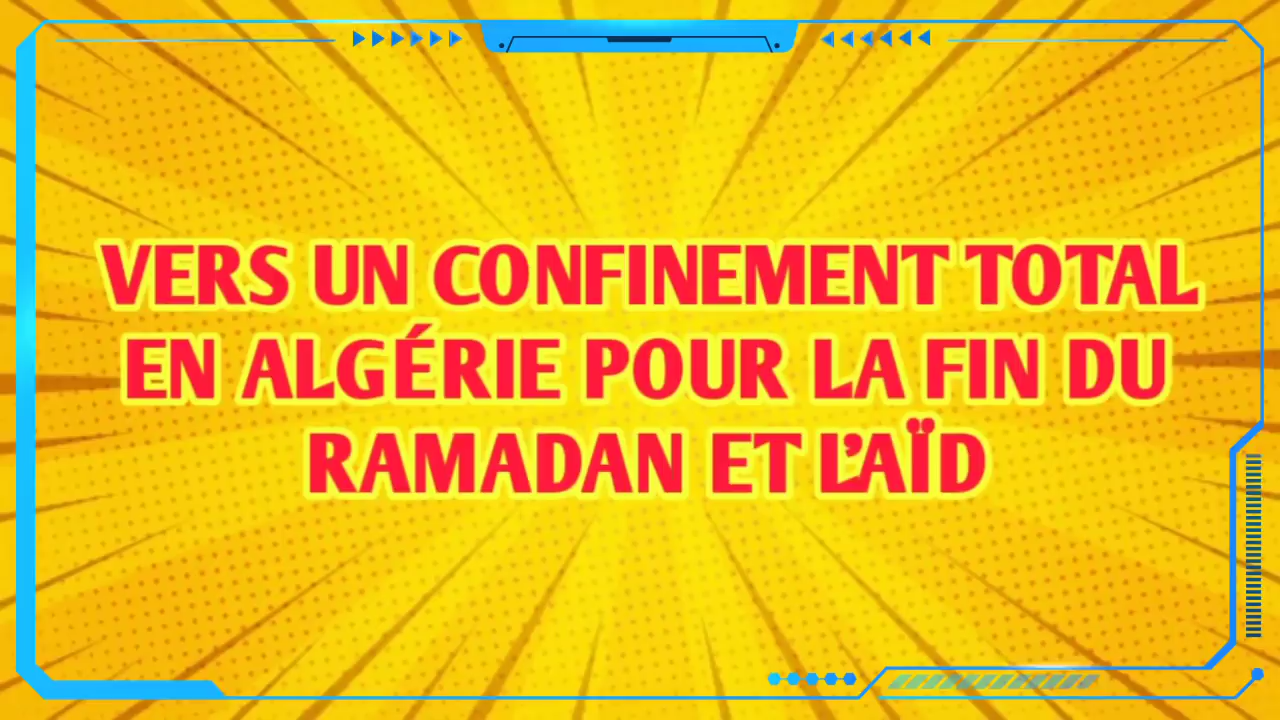 VERS UN CONFINEMENT TOTAL
EN ALGÉRIE POUR LA FIN DU
RAMADAN ET L'AÏD